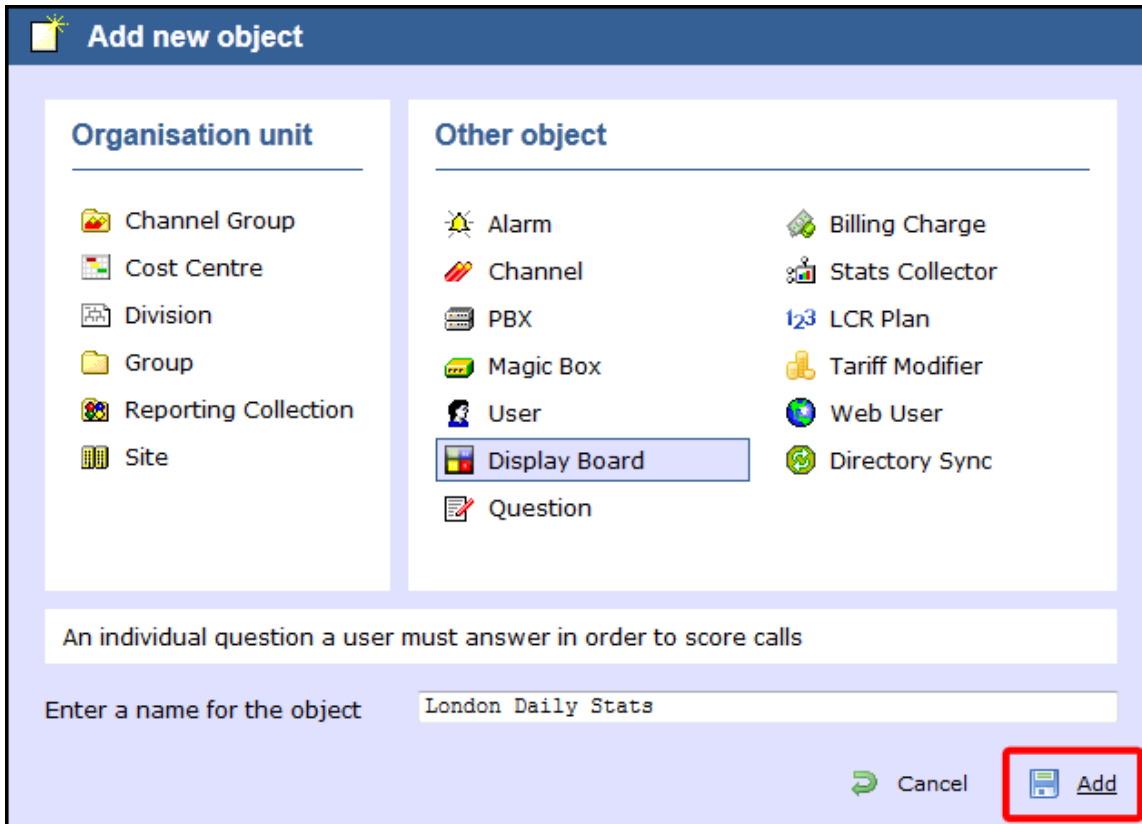 Add new object
Organisation unit
Channel Group
Cost Centre
Division
Group
Reporting Collection
Site
Other object
Alarm
Channel
PBX
Magic Box
User
Display Board
Question
Billing Charge
Stats Collector
123 LCR Plan
Tariff Modifier
Web User
Directory Sync
An individual question a user must answer in order to score calls
Enter a name for the object London Daily Stats
Cancel Add